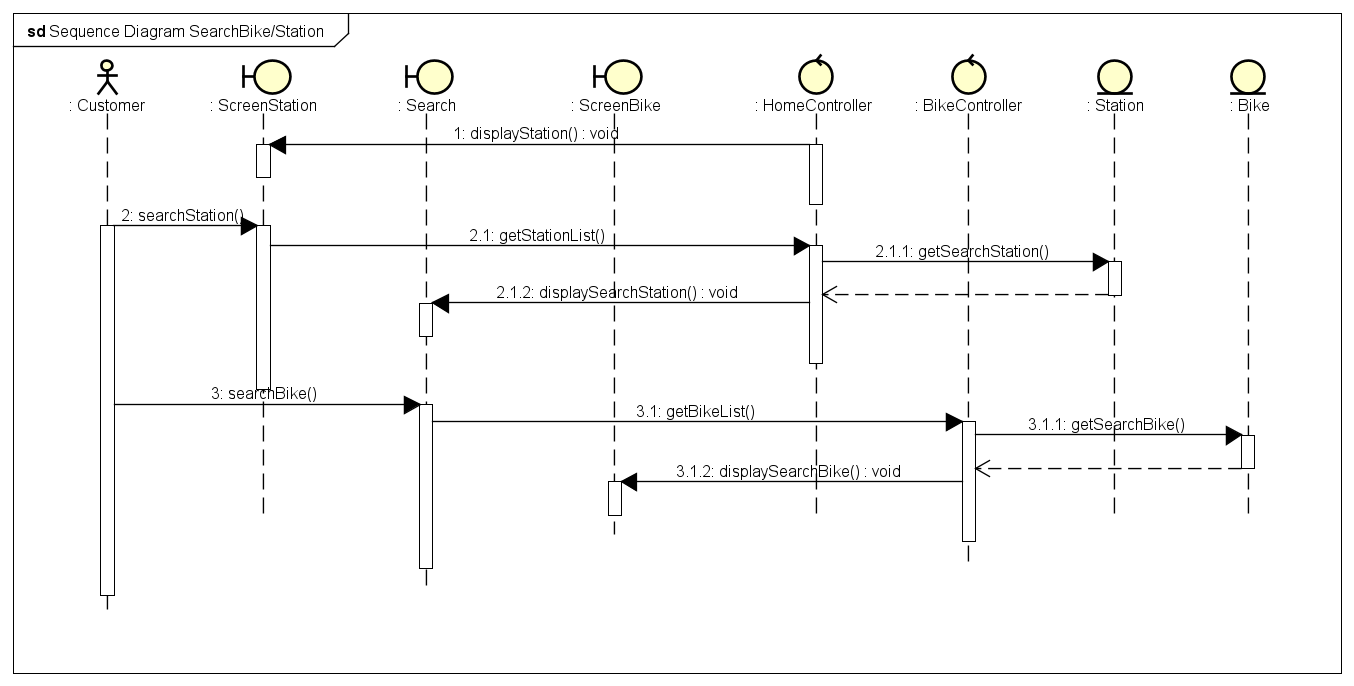 sd Sequence Diagram SearchBike/Station
: Customer
: ScreenStation
: Search
: ScreenBike
: HomeController
: BikeController
: Station
: Bike
1: displayStation() : void
2: searchStation()
2.1: getStationList()
2.1.1: getSearchStation()
2.1.2: displaySearchStation() : void
3: searchBike()
3.1: getBikeList()
3.1.1: getSearchBike()
3.1.2: displaySearchBike() : void